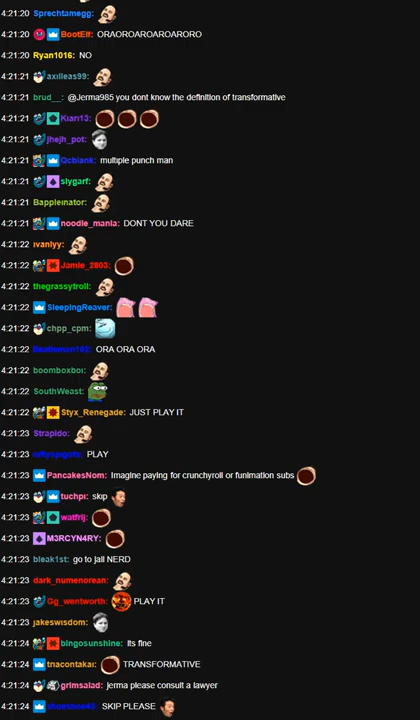 4:21:20 Sprechtamegg:
4:21:20 BootElf: ORAOROAROAROARORO
4:21:20 Ryan1016: NO
4:21:21 axilleas99:
4:21:21 brud__: @Jerma985 you dont know the definition of transformative
4:21:21 Kiari13:
4:21:21 jhejh_pot:
4:21:21 Qcblank: multiple punch man
4:21:21 slygarf:
4:21:21 Bappleinator:
4:21:21 noodle_mania: DONT YOU DARE
4:21:22 ivanlyy:
4:21:22 Jamie_2803:
4:21:22 thegrassytroll:
4:21:22 SleepingReaver:
4:21:22 chpp_cpm:
4:21:22 ORA ORA ORA
4:21:22 boomboxboi:
4:21:22 SouthWeast:
4:21:22 Styx_Renegade: JUST PLAY IT
4:21:23 Strapido:
4:21:23 PLAY
4:21:23 PancakesNom: Imagine paying for crunchyroll or funimation subs
4:21:23 tuchpi: skip
4:21:23 watfrij:
4:21:23 M3RCYN4RY:
4:21:23 bleak1st: go to jail NERD
4:21:23 dark_numenorean:
4:21:23 Gg_wentworth: PLAY IT
4:21:23 jakeswisdom:
4:21:24 bingosunshine: its fine
4:21:24 tnacontakai: TRANSFORMATIVE
4:21:24 grimsalad: jerma please consult a lawyer
4:21:24 SKIP PLEASE